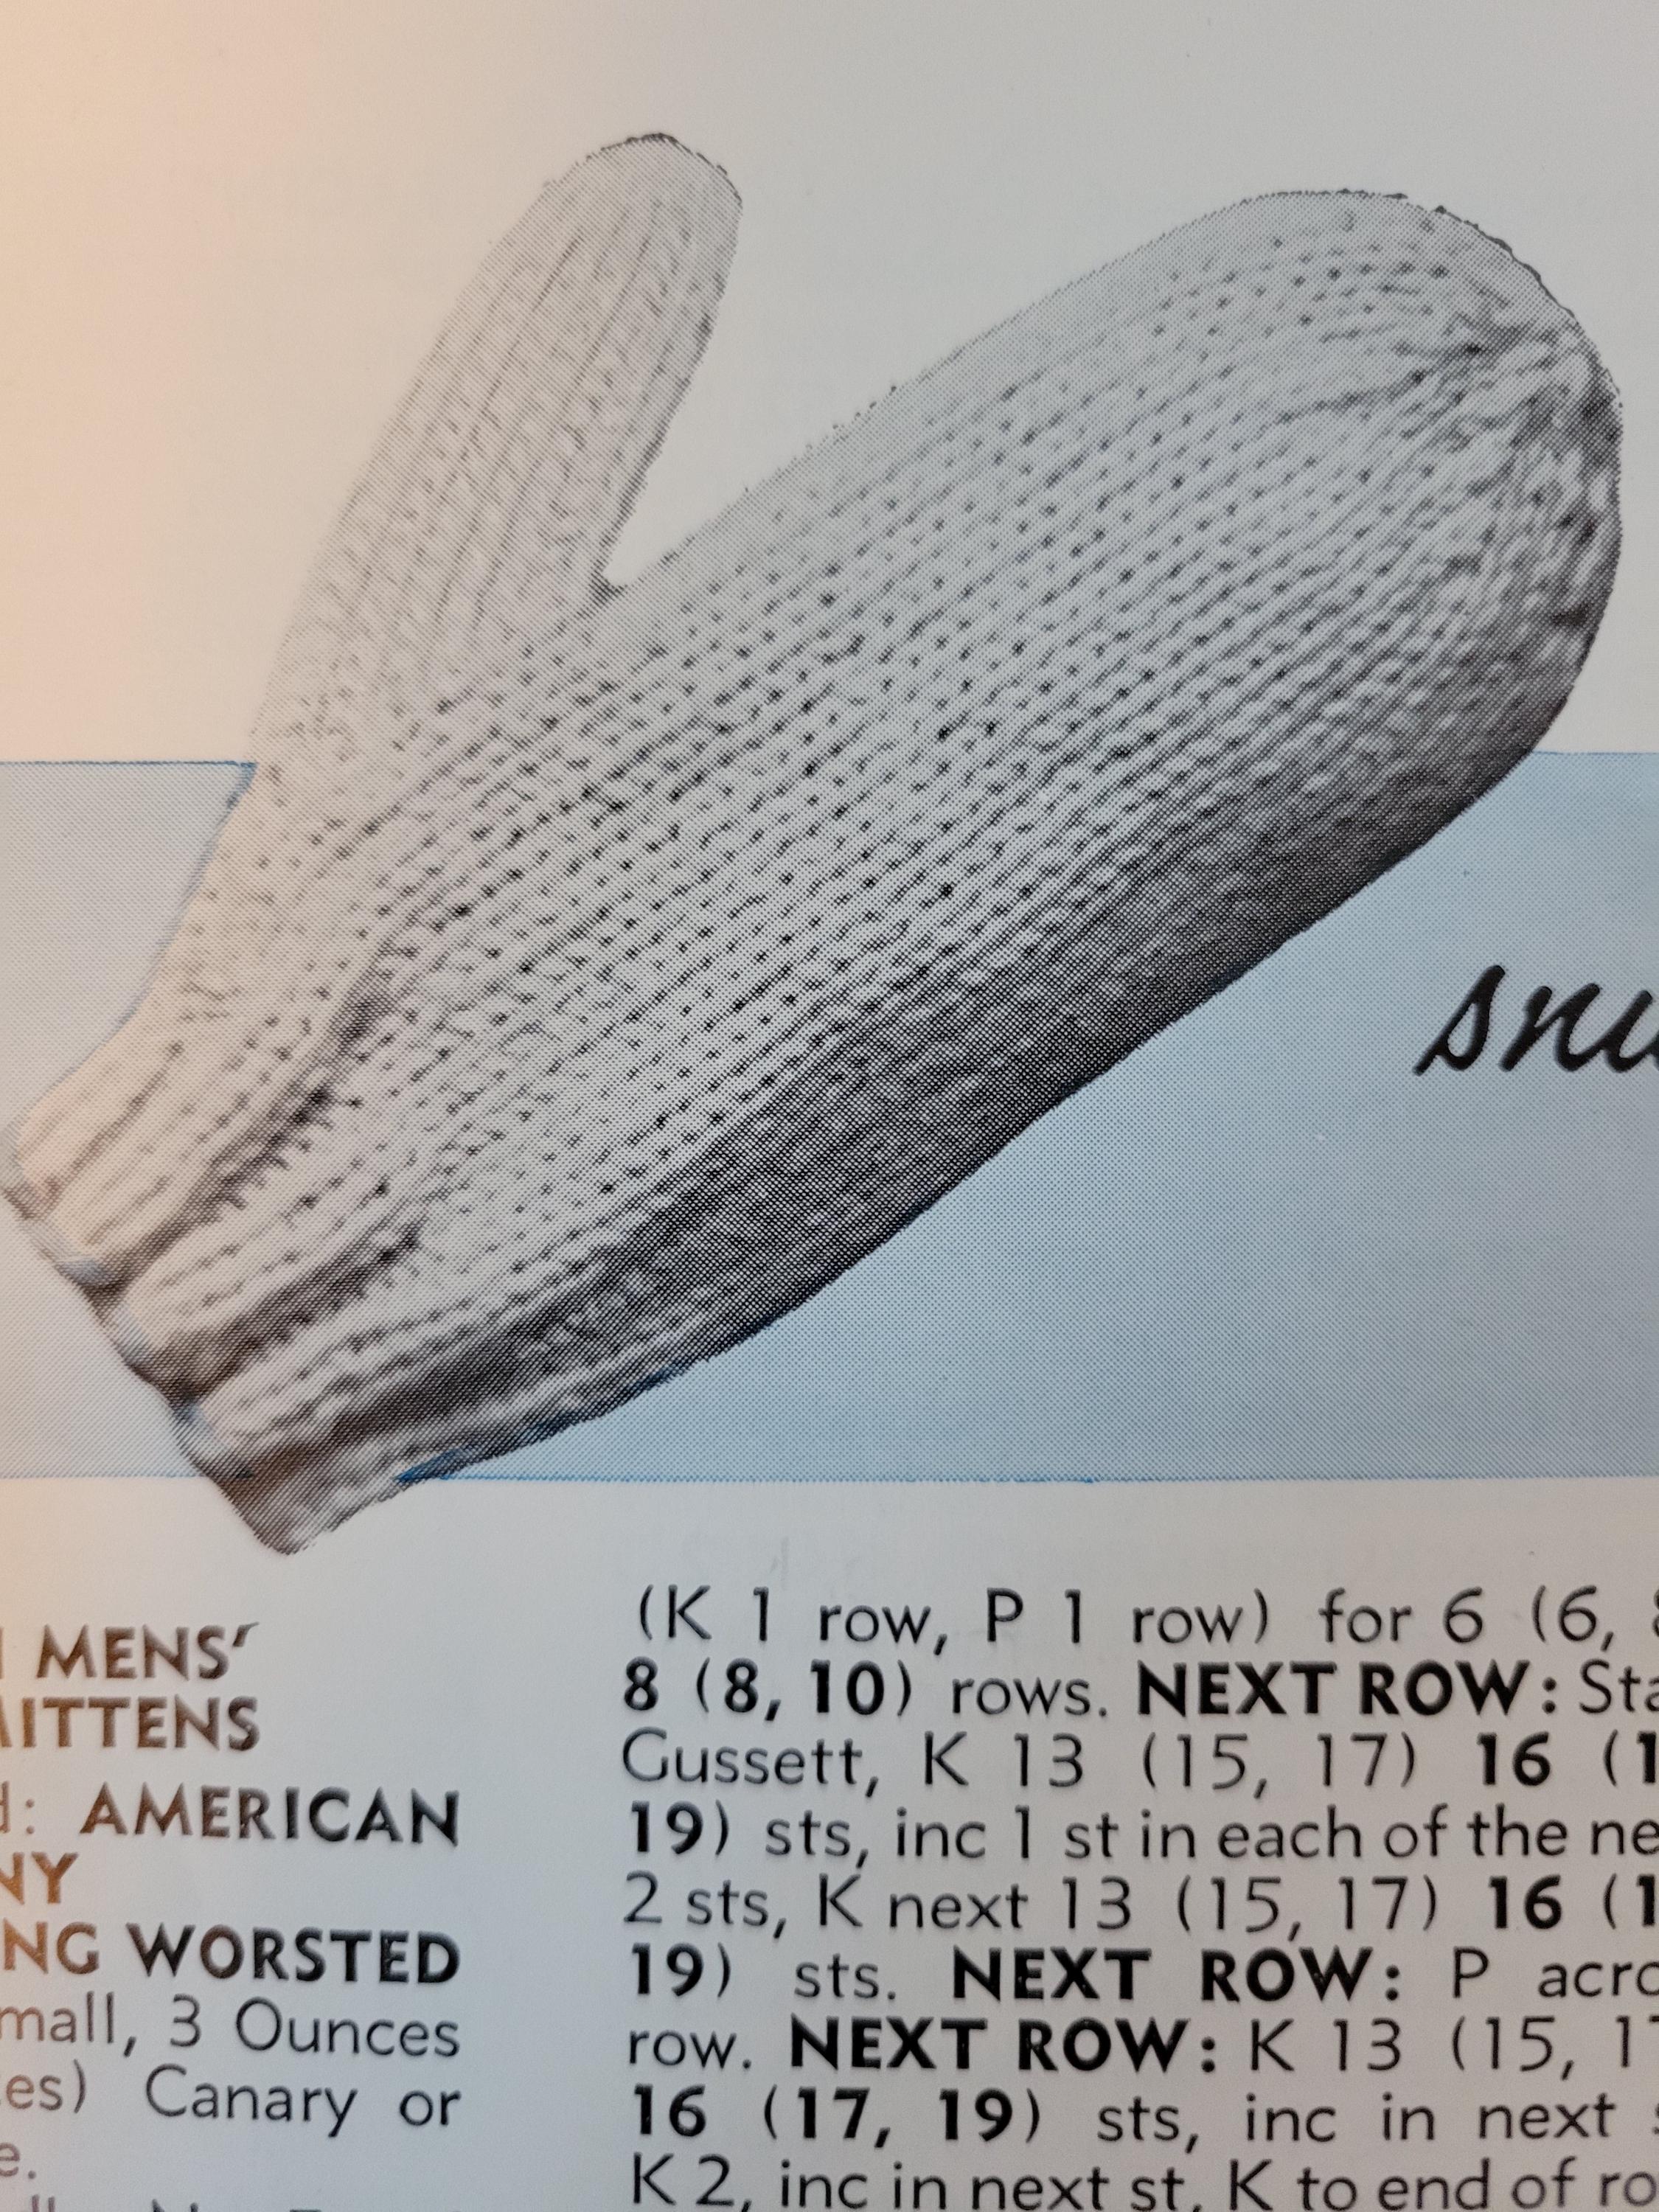 snu
MENS'
MITTENS
AMERICAN
NY
NG WORSTED
mall, 3 Ounces
es) Canary or
e.
(K 1 row, P 1 row) for 6 (6,
8 (8, 10) rows. NEXT ROW: Sta
Gussett, K 13 (15, 17) 16 (1
19) sts, inc 1 st in each of the ne
2 sts, K next 13 (15, 17) 16 (1
19) sts. NEXT ROW: P acro
row. NEXT ROW: K 13 (15, 17
16 (17, 19) sts, inc in next s
K 2, inc in next st, K to end of ro